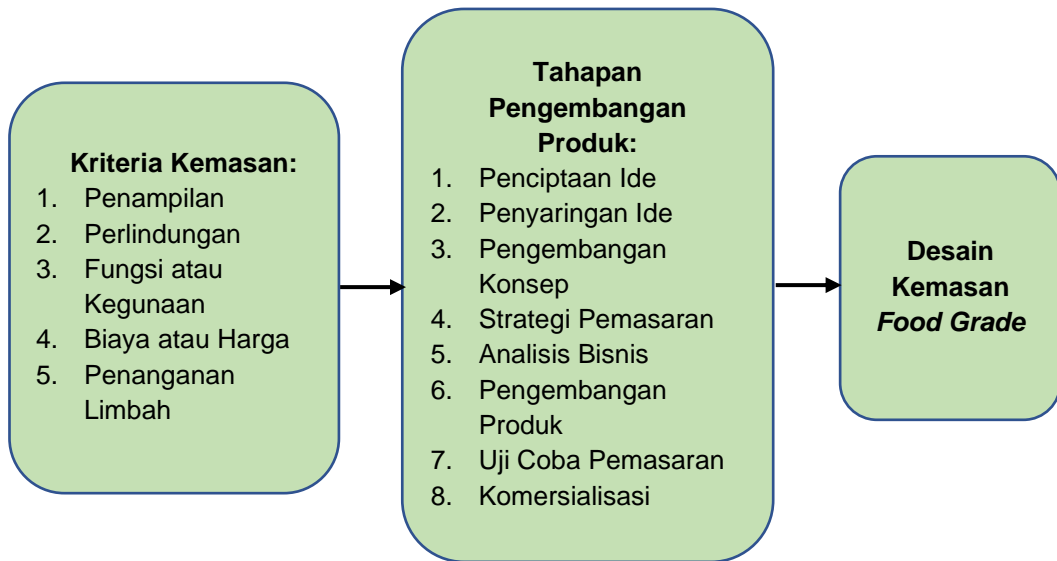 Kriteria Kemasan:
1. Penampilan
2. Perlindungan
3. Fungsi atau
Kegunaan
4. Biaya atau Harga
5. Penanganan
Limbah
Tahapan
Pengembangan
Produk:
1. Penciptaan Ide
2. Penyaringan Ide
3. Pengembangan
Konsep
4. Strategi Pemasaran
5. Analisis Bisnis
6. Pengembangan
Produk
7. Uji Coba Pemasaran
8. Komersialisasi
Desain
Kemasan
Food Grade